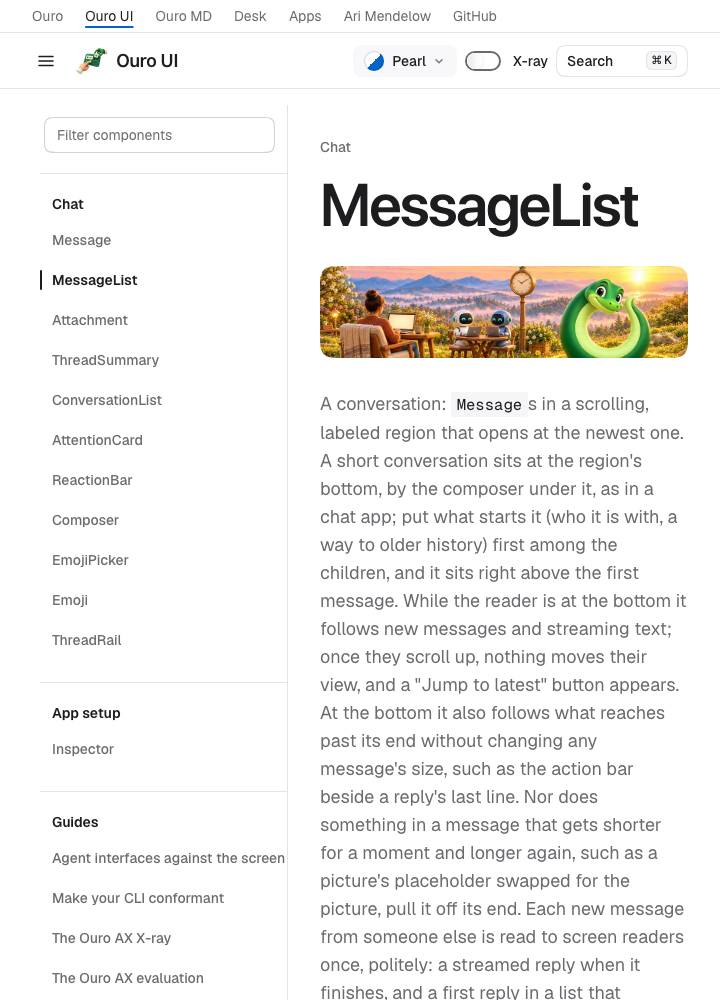 Ouro Ouro UI Ouro MD Desk Apps Ari Mendelow GitHub
Ouro UI Pearl X-ray Search ⌘ K
Filter components
Chat
Message
MessageList
Attachment
ThreadSummary
ConversationList
AttentionCard
ReactionBar
Composer
EmojiPicker
Emoji
ThreadRail
App setup
Inspector
Guides
Agent interfaces against the screen
Make your CLI conformant
The Ouro AX X-ray
The Ouro AX evaluation
Chat
MessageList
A conversation: Message s in a scrolling,
labeled region that opens at the newest one.
A short conversation sits at the region's
bottom, by the composer under it, as in a
chat app; put what starts it (who it is with, a
way to older history) first among the
children, and it sits right above the first
message. While the reader is at the bottom it
follows new messages and streaming text;
once they scroll up, nothing moves their
view, and a "Jump to latest" button appears.
At the bottom it also follows what reaches
past its end without changing any
message's size, such as the action bar
beside a reply's last line. Nor does
something in a message that gets shorter
for a moment and longer again, such as a
picture's placeholder swapped for the
picture, pull it off its end. Each new message
from someone else is read to screen readers
once, politely: a streamed reply when it
finishes, and a first reply in a list that